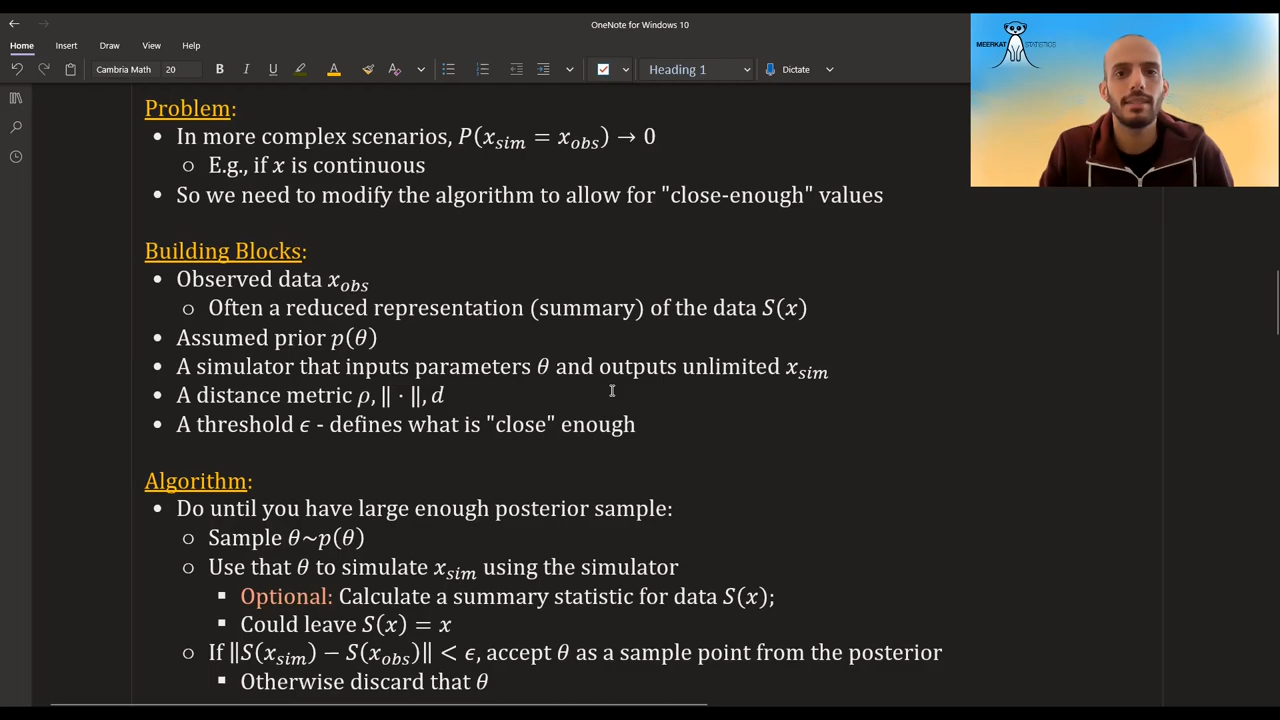 OneNote for Windows 10
Home Insert Draw View Help
Cambria Math 20 B I U A Heading 1 Dictate
MEERKAT STATISTICS
Problem:
• In more complex scenarios, P(x_sim = x_obs) → 0
○ E.g., if x is continuous
• So we need to modify the algorithm to allow for "close-enough" values
Building Blocks:
• Observed data x_obs
○ Often a reduced representation (summary) of the data S(x)
• Assumed prior p(θ)
• A simulator that inputs parameters θ and outputs unlimited x_sim
• A distance metric ρ, ‖ · ‖, d
• A threshold ϵ - defines what is "close" enough
Algorithm:
• Do until you have large enough posterior sample:
○ Sample θ~p(θ)
○ Use that θ to simulate x_sim using the simulator
▪ Optional: Calculate a summary statistic for data S(x);
▪ Could leave S(x) = x
○ If ‖S(x_sim) − S(x_obs)‖ < ϵ, accept θ as a sample point from the posterior
▪ Otherwise discard that θ